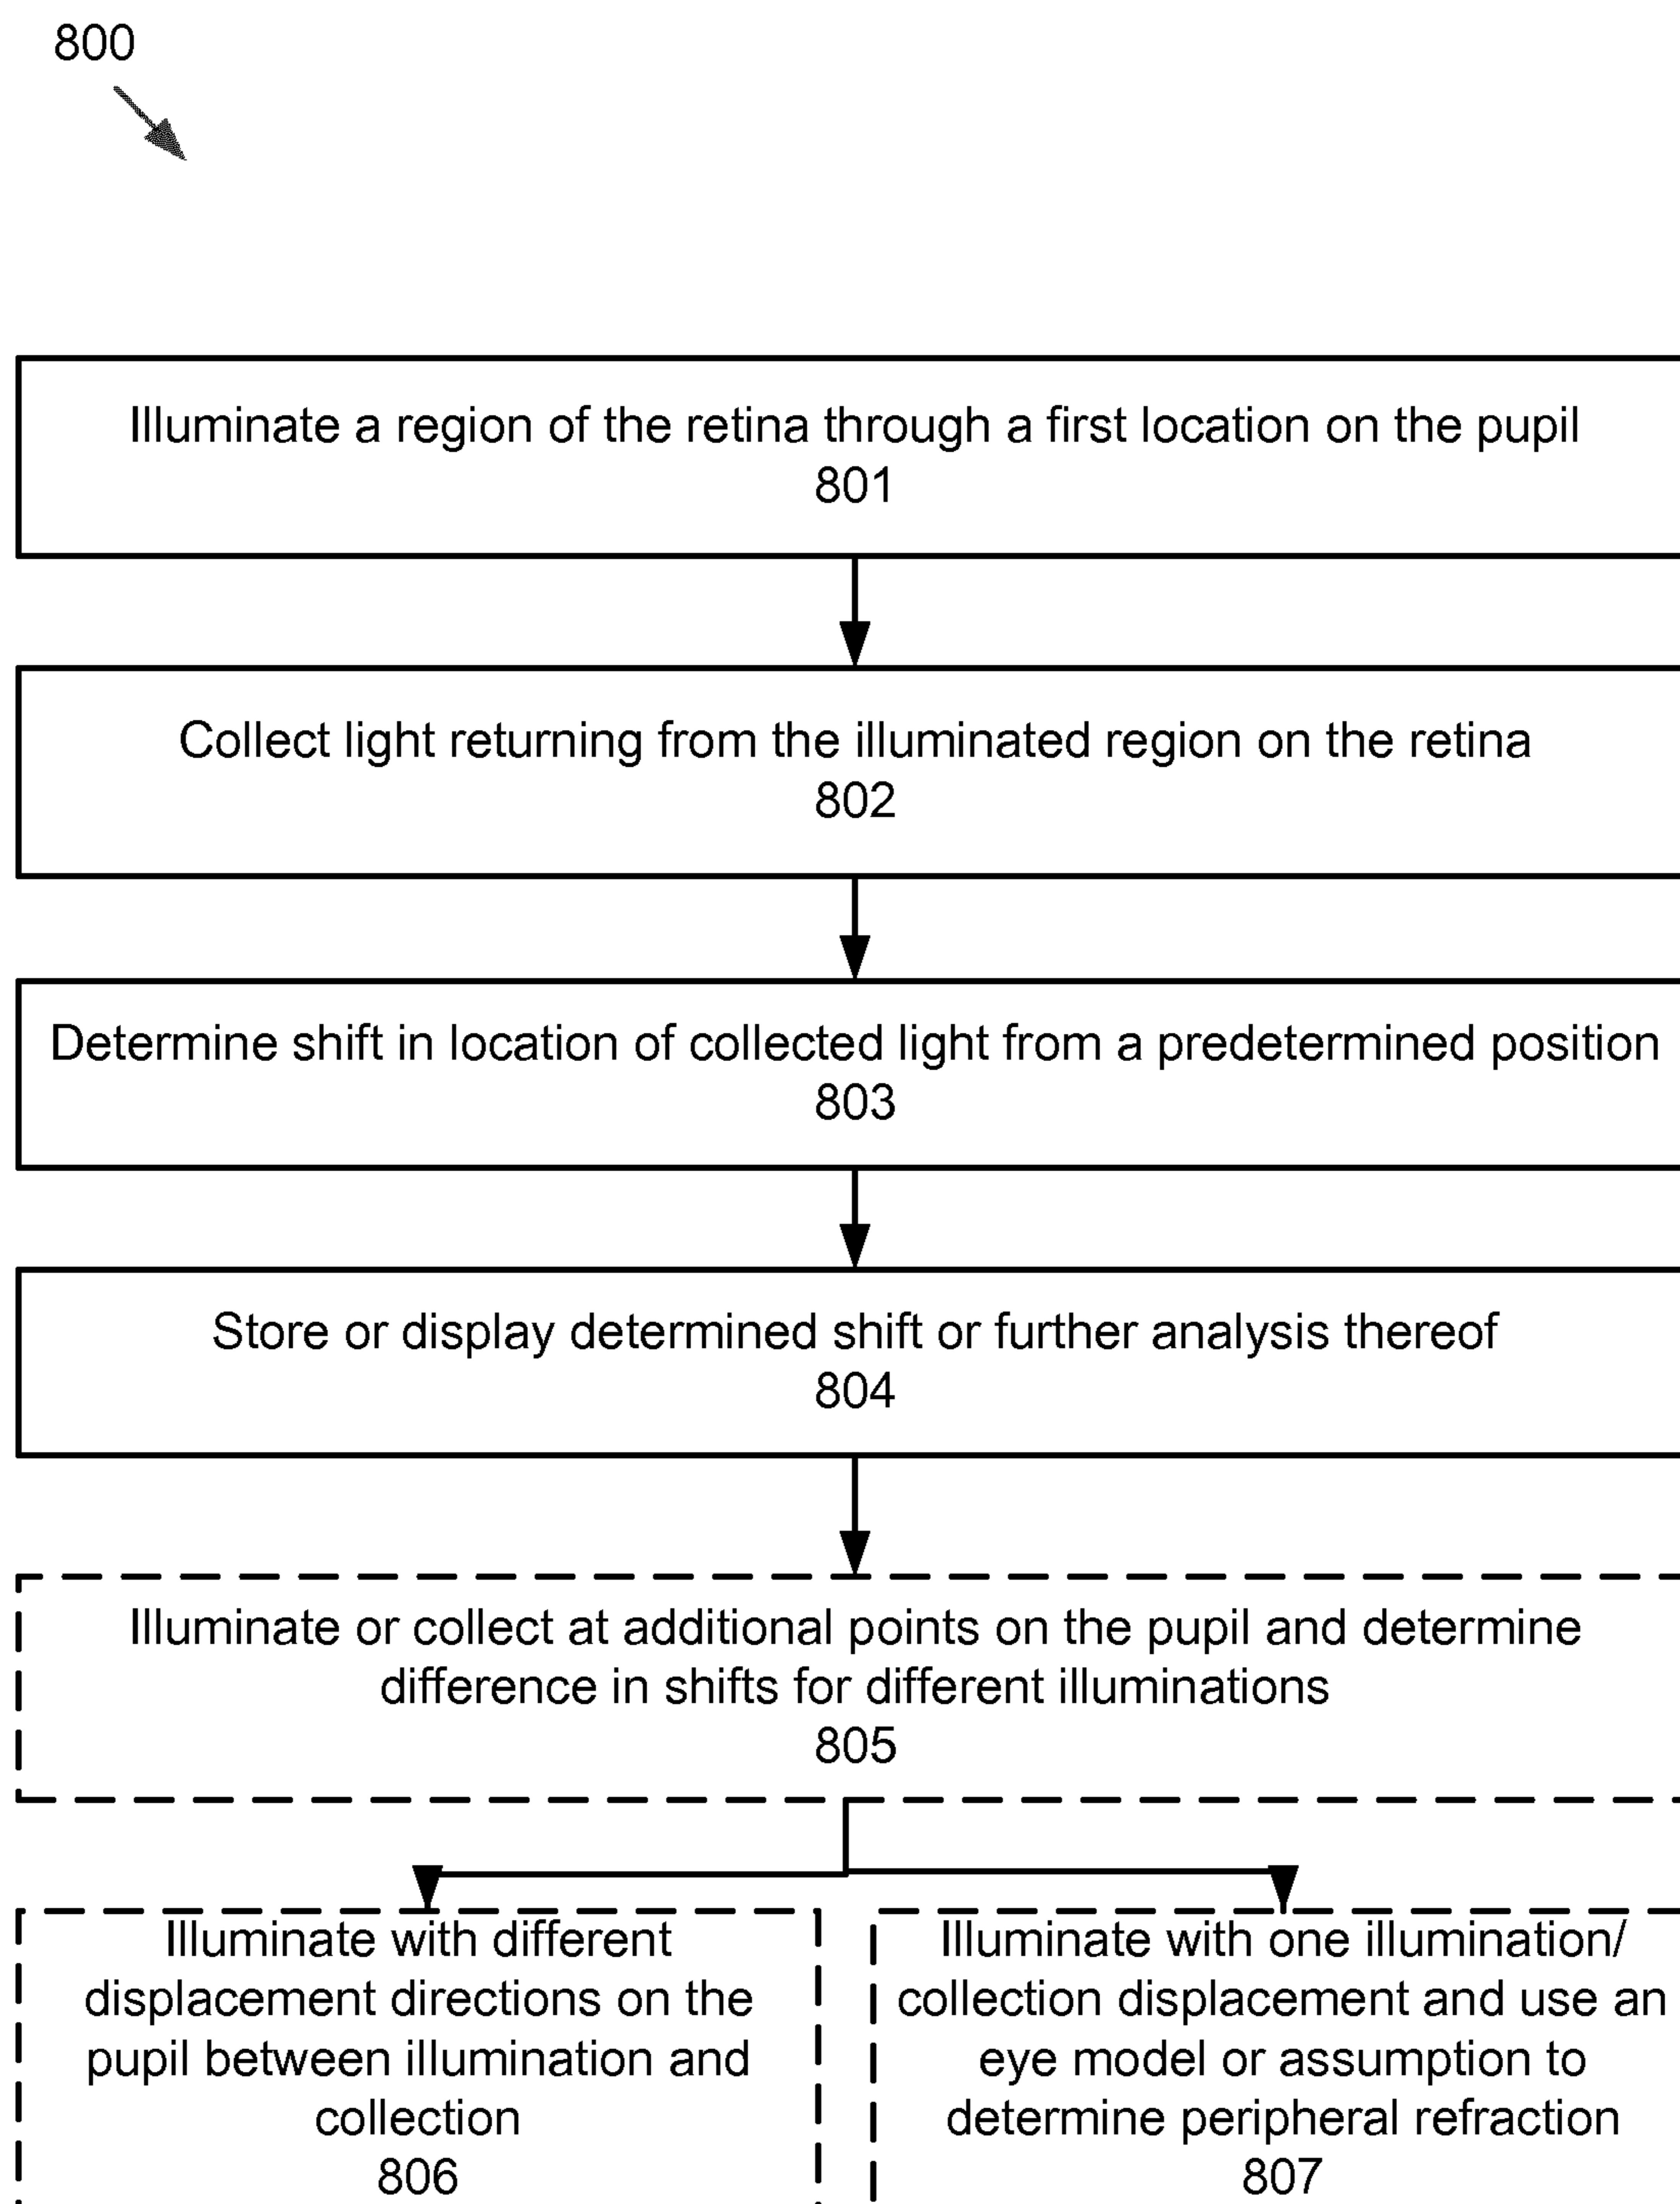 800
Illuminate a region of the retina through a first location on the pupil
801
Collect light returning from the illuminated region on the retina
802
Determine shift in location of collected light from a predetermined position
803
Store or display determined shift or further analysis thereof
804
Illuminate or collect at additional points on the pupil and determine
difference in shifts for different illuminations
805
Illuminate with different
displacement directions on the
pupil between illumination and
collection
806
Illuminate with one illumination/
collection displacement and use an
eye model or assumption to
determine peripheral refraction
807